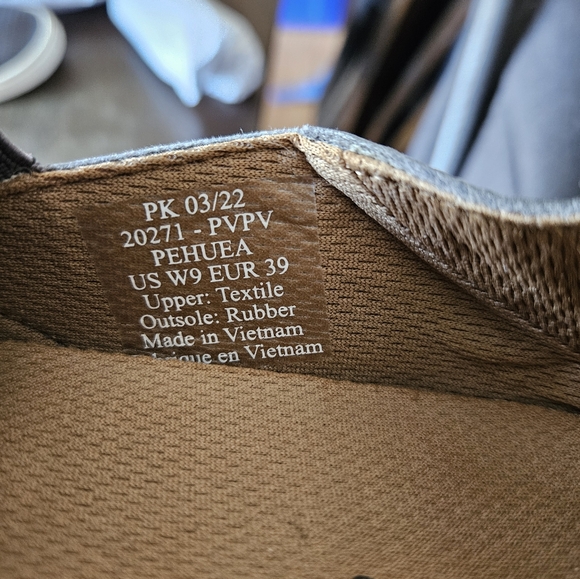 PK 03/22
20271 - PVPV
PEHUEA
US W9 EUR 39
Upper: Textile
Outsole: Rubber
Made in Vietnam
en Vietnam